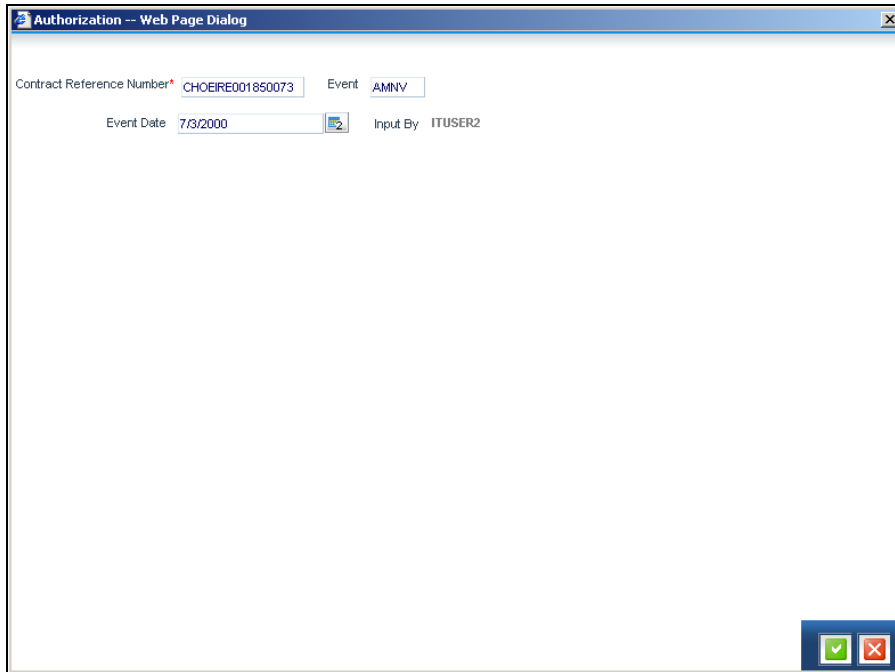 Authorization -- Web Page Dialog
Contract Reference Number* CHOEIRE001850073 Event AMNV
Event Date 7/3/2000 Input By ITUSER2